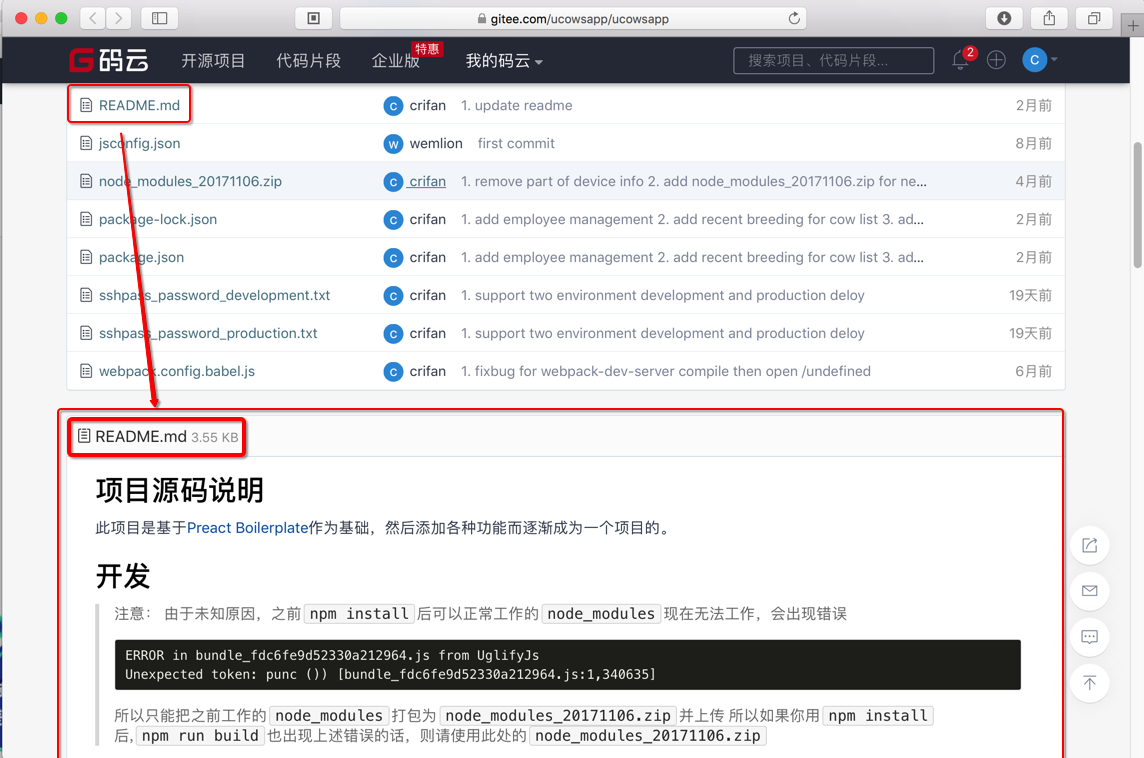 gitee.com/ucowsapp/ucowsapp
G 码云 开源项目 代码片段 企业版 特惠 我的码云 搜索项目、代码片段... 2 C
README.md C crifan 1. update readme 2月前
jsconfig.json W wemlion first commit 8月前
node_modules_20171106.zip C crifan 1. remove part of device info 2. add node_modules_20171106.zip for ne... 4月前
package-lock.json C crifan 1. add employee management 2. add recent breeding for cow list 3. ad... 2月前
package.json C crifan 1. add employee management 2. add recent breeding for cow list 3. ad... 2月前
sshpass_password_development.txt C crifan 1. support two environment development and production deloy 19天前
sshpass_password_production.txt C crifan 1. support two environment development and production deloy 19天前
webpack.config.babel.js C crifan 1. fixbug for webpack-dev-server compile then open /undefined 6月前
README.md 3.55 KB
项目源码说明
此项目是基于Preact Boilerplate作为基础，然后添加各种功能而逐渐成为一个项目的。
开发
注意： 由于未知原因，之前 npm install 后可以正常工作的 node_modules 现在无法工作，会出现错误
ERROR in bundle_fdc6fe9d52330a212964.js from UglifyJs
Unexpected token: punc ()) [bundle_fdc6fe9d52330a212964.js:1,340635]
所以只能把之前工作的 node_modules 打包为 node_modules_20171106.zip 并上传 所以如果你用 npm install
后, npm run build 也出现上述错误的话，则请使用此处的 node_modules_20171106.zip